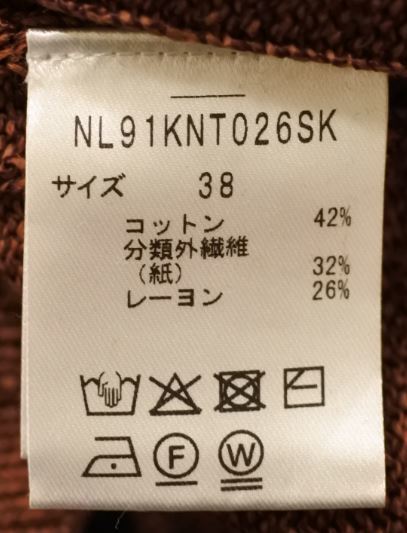 NL91KNT026SK
サイズ 38
コットン 42%
分類外繊維
（紙） 32%
レーヨン 26%
F W